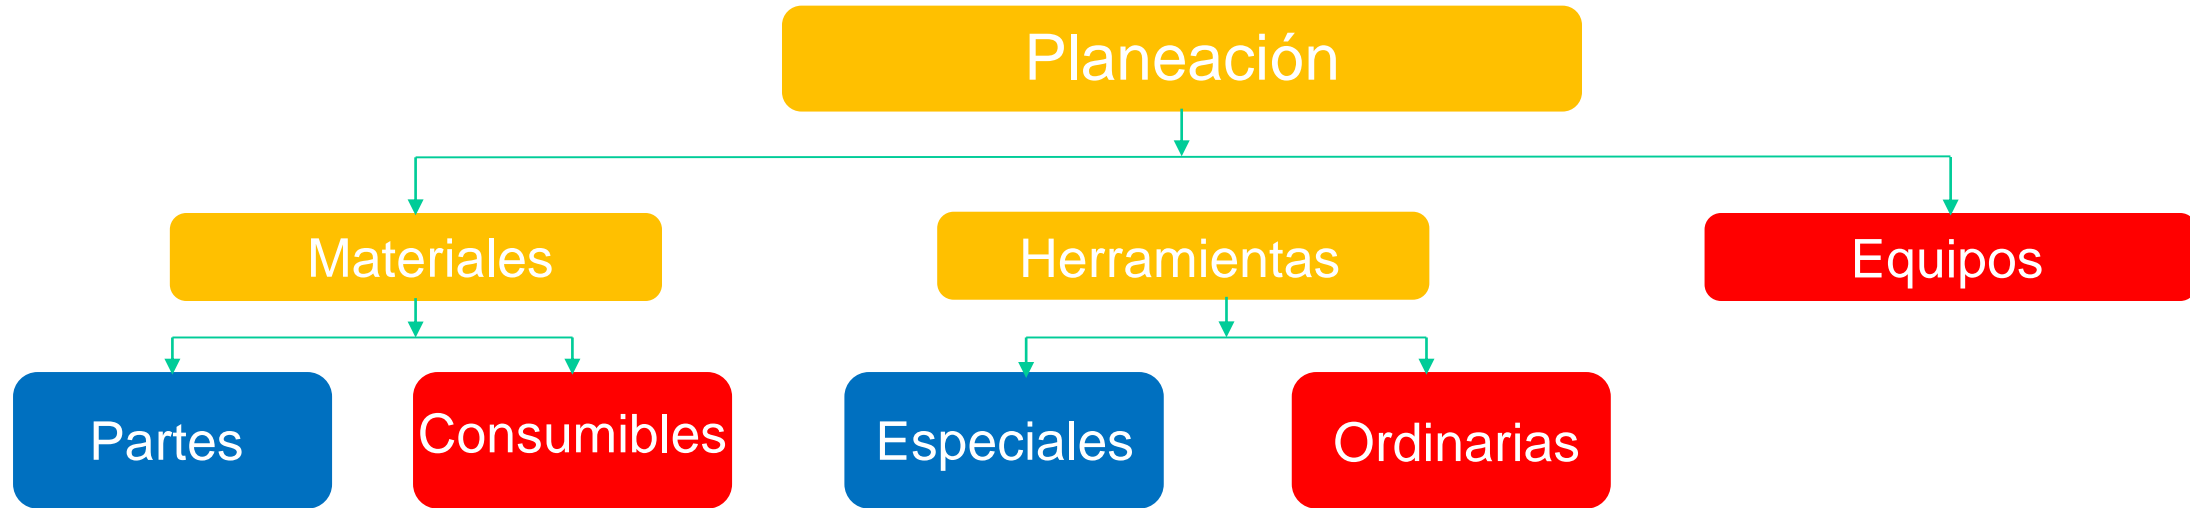 Planeación
Materiales
Herramientas
Equipos
Partes
Consumibles
Especiales
Ordinarias